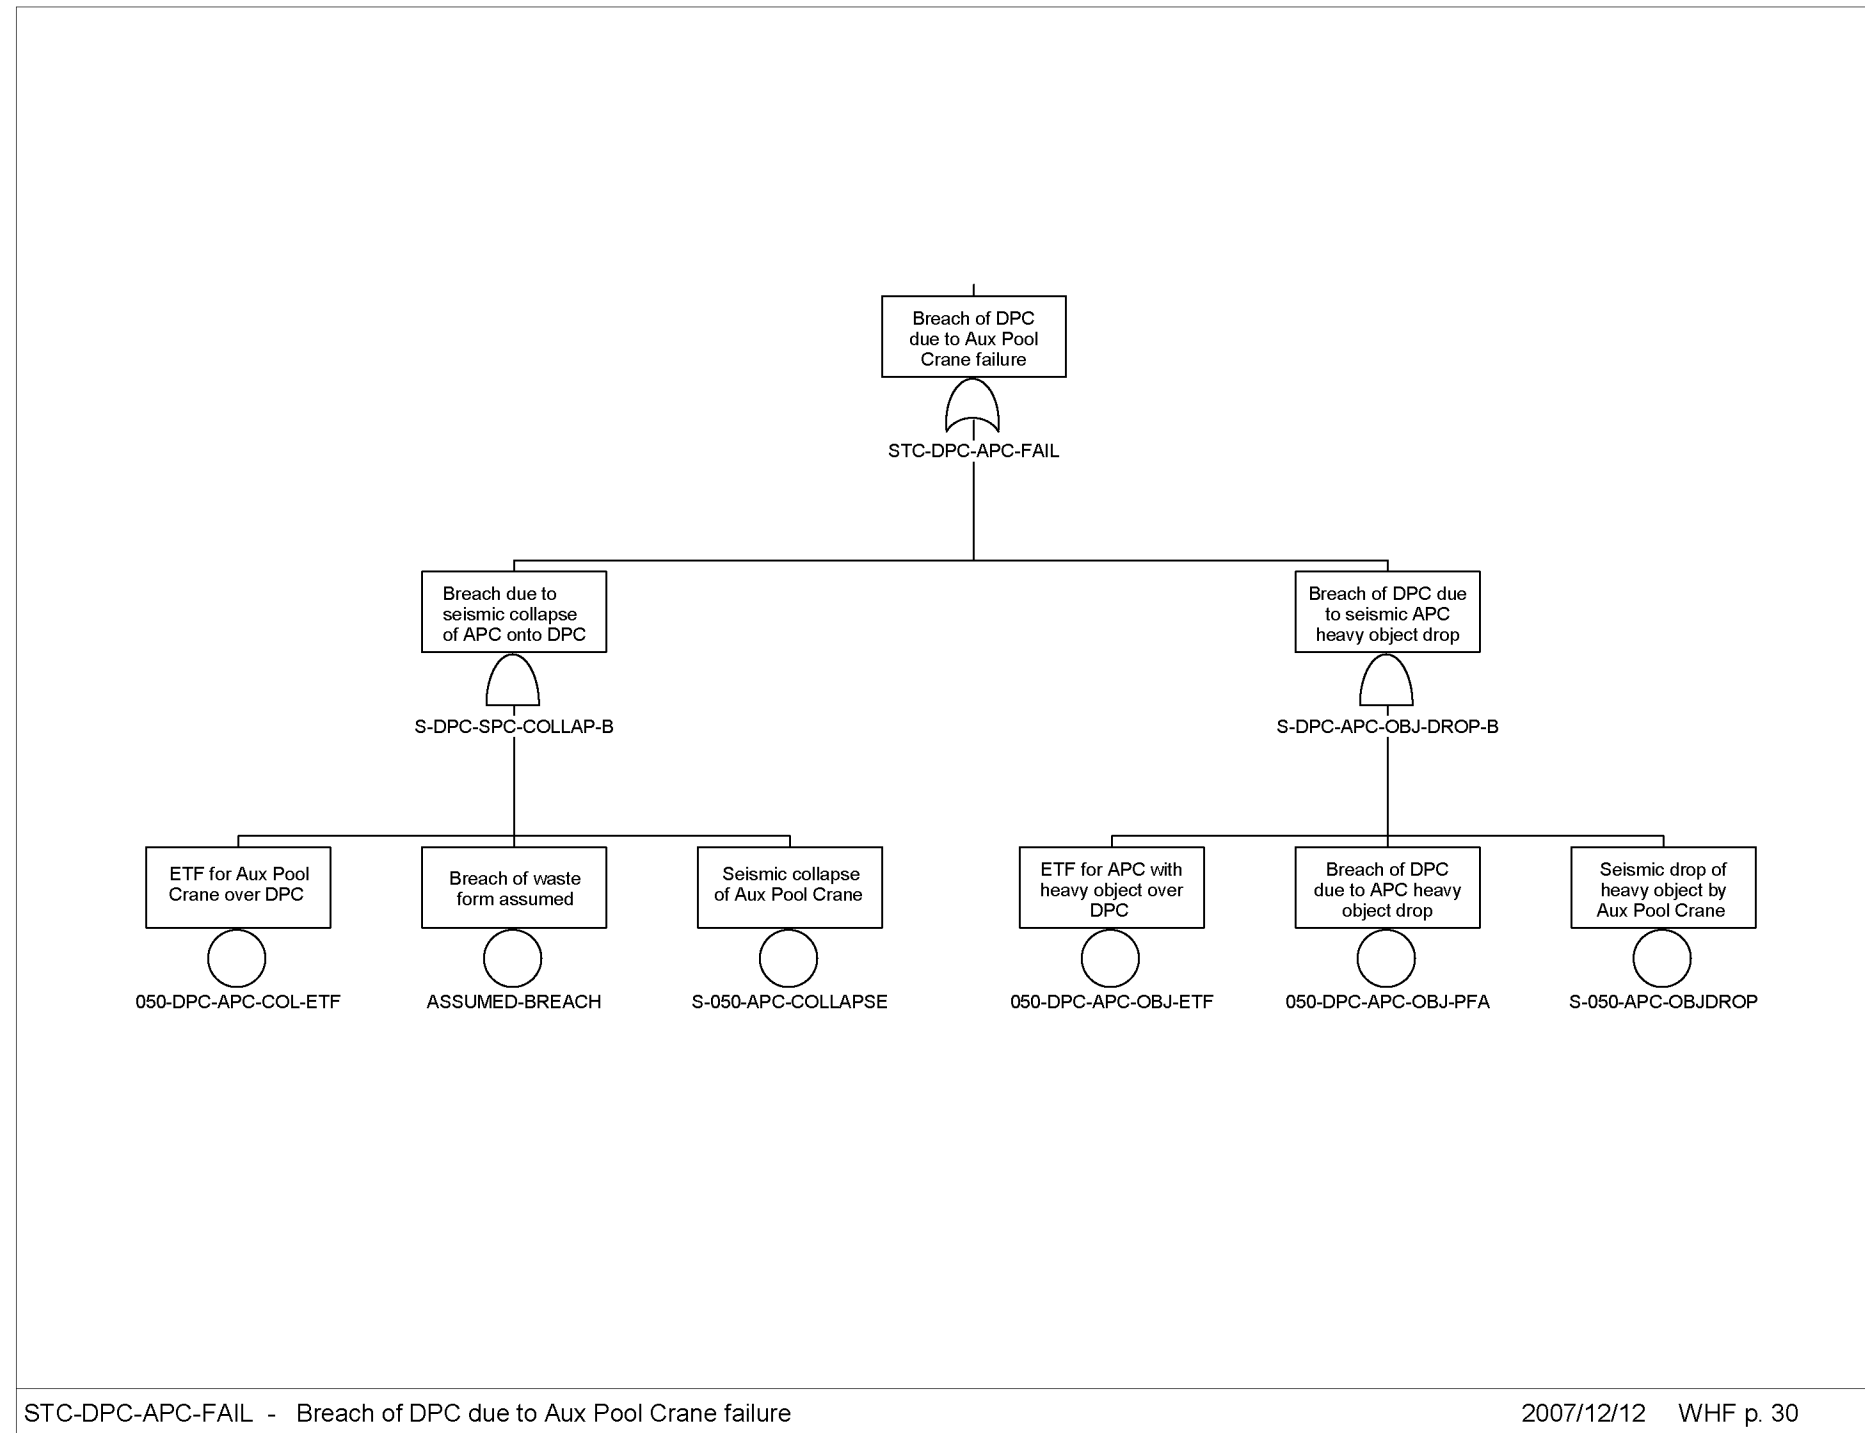 Breach of DPC
due to Aux Pool
Crane failure
STC-DPC-APC-FAIL
Breach due to
seismic collapse
of APC onto DPC
S-DPC-SPC-COLLAP-B
Breach of DPC due
to seismic APC
heavy object drop
S-DPC-APC-OBJ-DROP-B
ETF for Aux Pool
Crane over DPC
050-DPC-APC-COL-ETF
Breach of waste
form assumed
ASSUMED-BREACH
Seismic collapse
of Aux Pool Crane
S-050-APC-COLLAPSE
ETF for APC with
heavy object over
DPC
050-DPC-APC-OBJ-ETF
Breach of DPC
due to APC heavy
object drop
050-DPC-APC-OBJ-PFA
Seismic drop of
heavy object by
Aux Pool Crane
S-050-APC-OBJDROP
STC-DPC-APC-FAIL - Breach of DPC due to Aux Pool Crane failure
2007/12/12 WHF p. 30